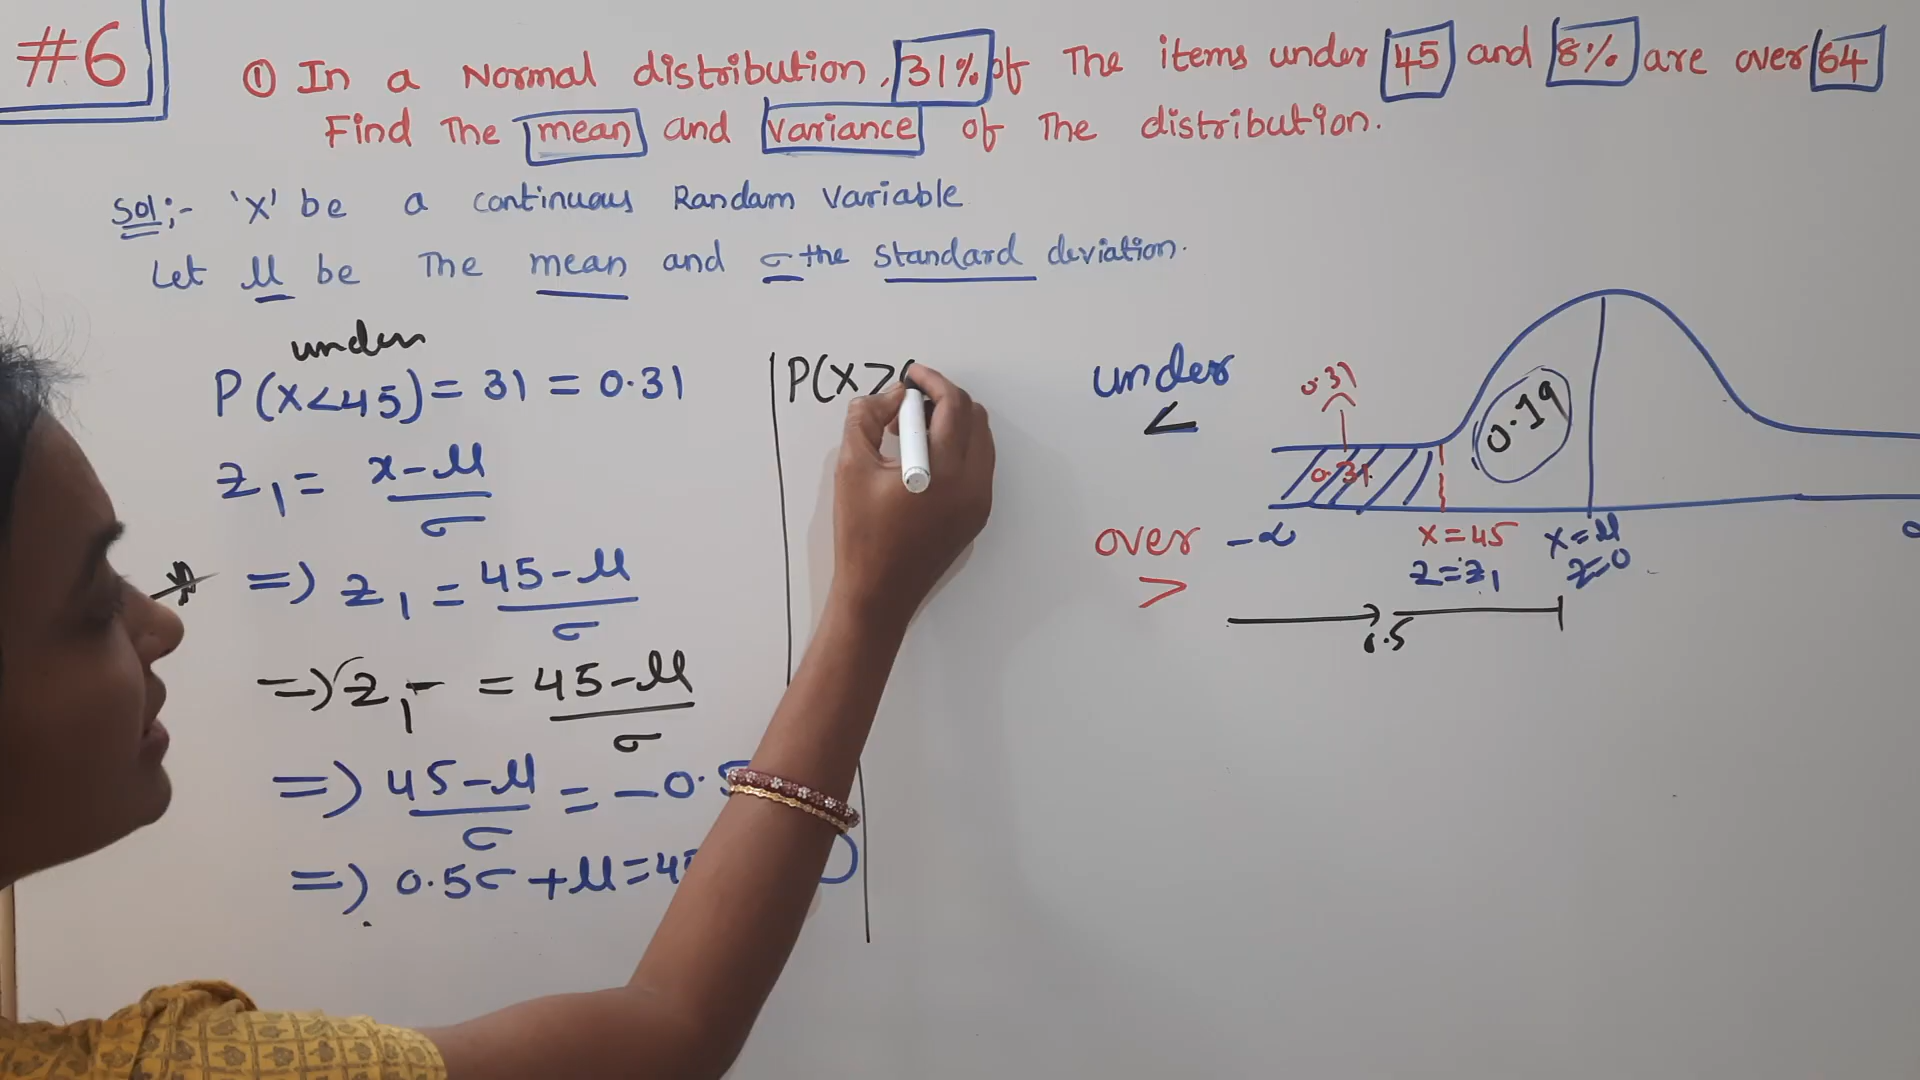 #6
① In a Normal distribution, 31% of The items under 45 and 8% are over 64
Find The mean and variance of The distribution.
Sol:- 'X' be a continuous Randam Variable
Let μ be The mean and σ the Standard deviation.
under
P(X<45) = 31 = 0.31
z₁ = x-μ / σ
=> z₁ = 45-μ / σ
=> z₁ = 45-μ / σ
=> 45-μ / σ = -0.5
=> 0.5σ + μ = 4
P(X>
under
<
over
>
0.31
0.31
0.19
-∞
x=45
z=z₁
x=μ
z=0
0.5